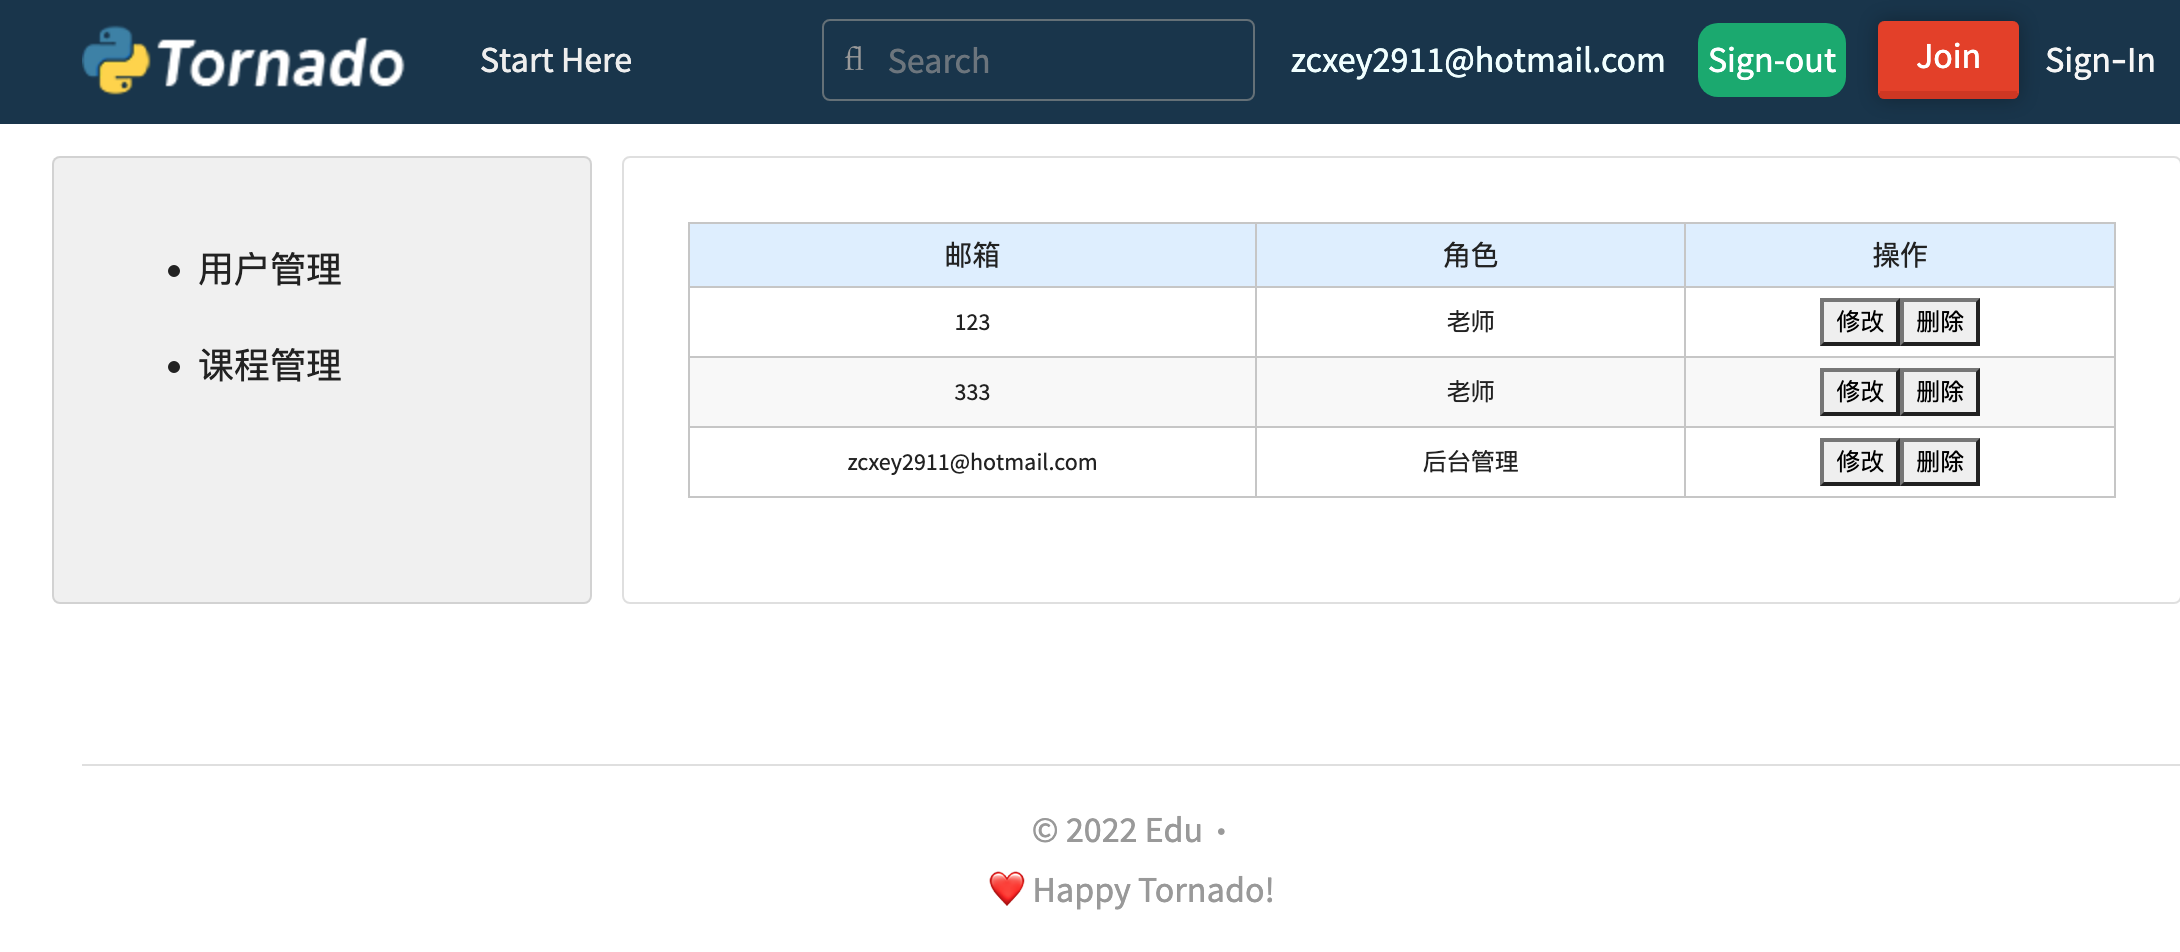 Tornado Start Here ﬂ Search zcxey2911@hotmail.com Sign-out Join Sign-In
用户管理
课程管理
邮箱 角色 操作
123 老师 修改 删除
333 老师 修改 删除
zcxey2911@hotmail.com 后台管理 修改 删除
© 2022 Edu •
❤️ Happy Tornado!